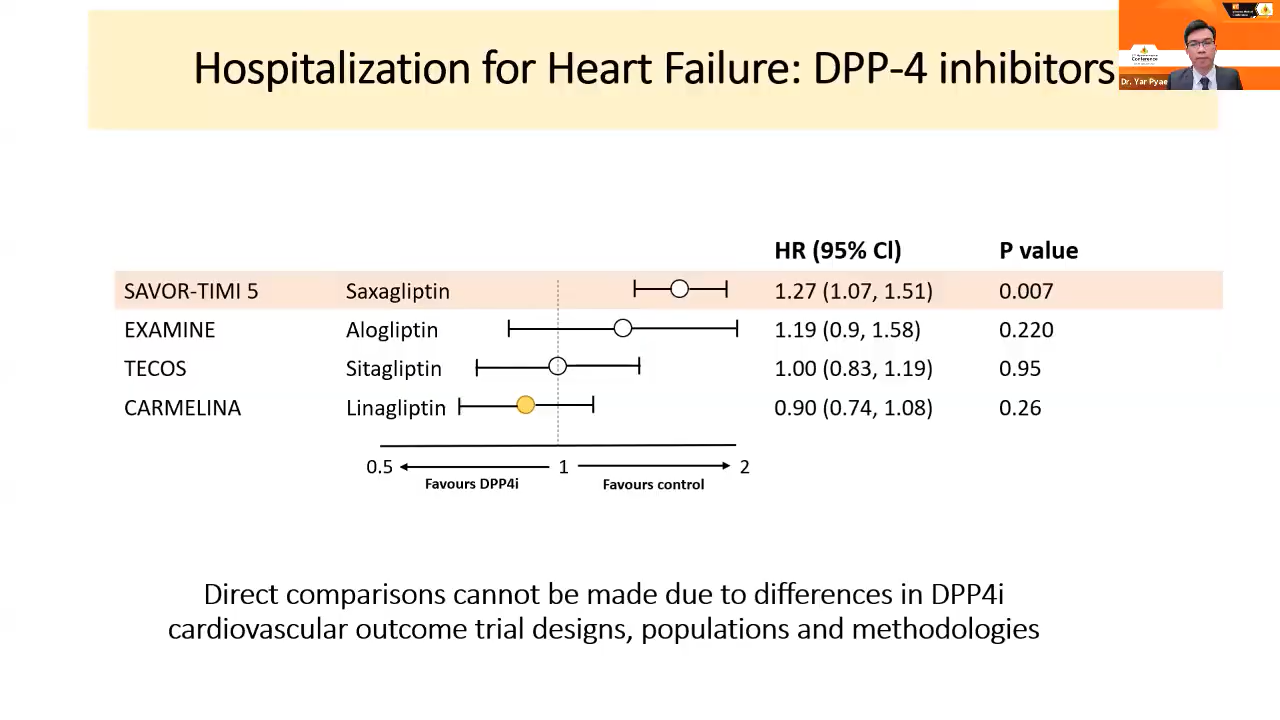 Hospitalization for Heart Failure: DPP-4 inhibitors
Conference
Dr. Yar Pyae
HR (95% Cl) P value
SAVOR-TIMI 5 Saxagliptin 1.27 (1.07, 1.51) 0.007
EXAMINE Alogliptin 1.19 (0.9, 1.58) 0.220
TECOS Sitagliptin 1.00 (0.83, 1.19) 0.95
CARMELINA Linagliptin 0.90 (0.74, 1.08) 0.26
0.5 1 2
Favours DPP4i Favours control
Direct comparisons cannot be made due to differences in DPP4i
cardiovascular outcome trial designs, populations and methodologies